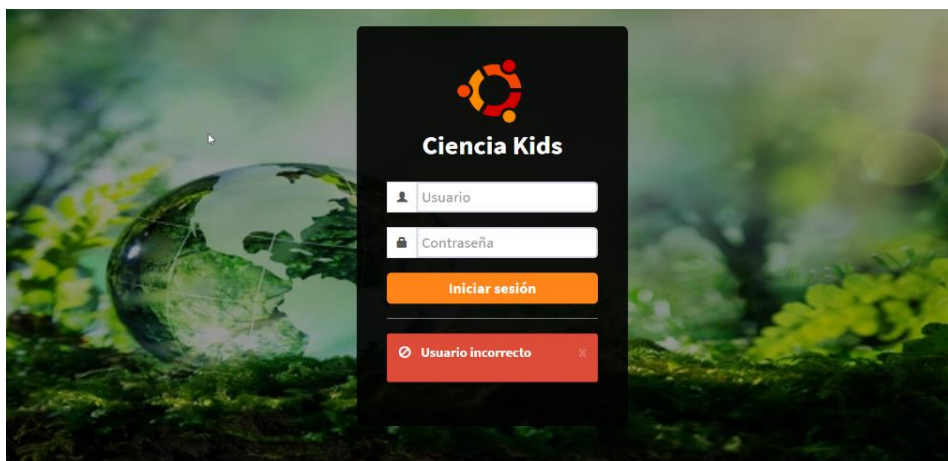 Ciencia Kids
Usuario
Contraseña
Iniciar sesión
Usuario incorrecto x